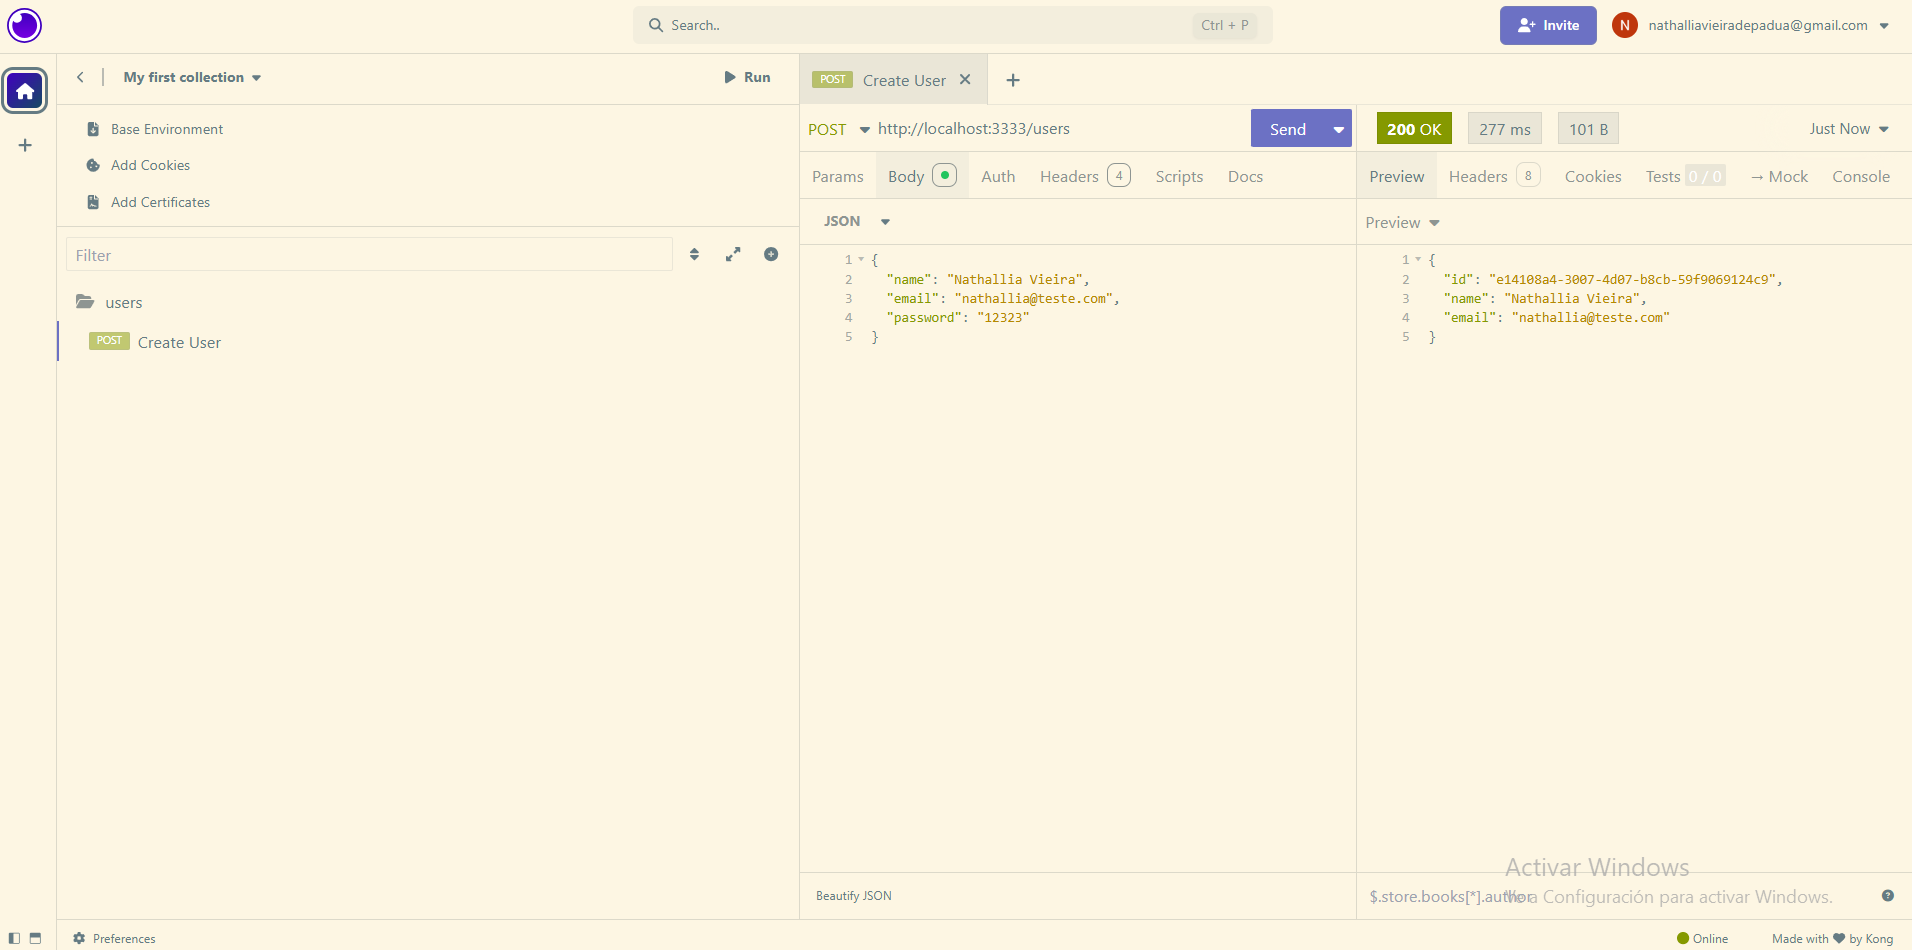 Search..
Ctrl + P
Invite
N
nathalliavieiradepadua@gmail.com
My first collection
Run
Base Environment
Add Cookies
Add Certificates
Filter
users
POST Create User
POST Create User
POST http://localhost:3333/users
Send
200 OK
277 ms
101 B
Just Now
Params
Body
Auth
Headers 4
Scripts
Docs
Preview
Headers 8
Cookies
Tests 0 / 0
→ Mock
Console
JSON
Preview
1 {
2 "name": "Nathallia Vieira",
3 "email": "nathallia@teste.com",
4 "password": "12323"
5 }
1 {
2 "id": "e14108a4-3007-4d07-b8cb-59f9069124c9",
3 "name": "Nathallia Vieira",
4 "email": "nathallia@teste.com"
5 }
Beautify JSON
$.store.books[*].author
Activar Windows
Ve a Configuración para activar Windows.
Preferences
Online
Made with ♥ by Kong